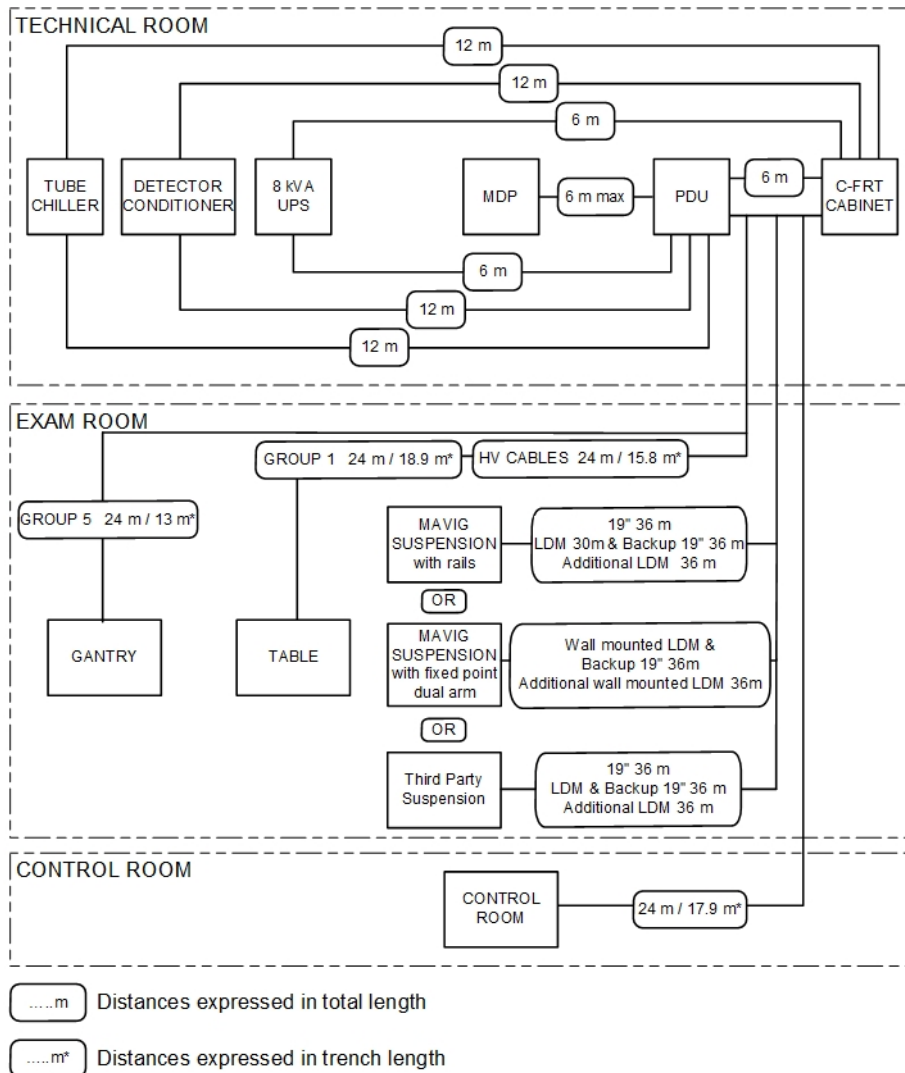 TECHNICAL ROOM
12 m
12 m
6 m
TUBE
CHILLER
DETECTOR
CONDITIONER
8 kVA
UPS
MDP
6 m max
PDU
6 m
C-FRT
CABINET
6 m
12 m
12 m
EXAM ROOM
GROUP 1 24 m / 18.9 m*
HV CABLES 24 m / 15.8 m*
GROUP 5 24 m / 13 m*
MAVIG
SUSPENSION
with rails
19" 36 m
LDM 30m & Backup 19" 36 m
Additional LDM 36 m
OR
GANTRY
TABLE
MAVIG
SUSPENSION
with fixed point
dual arm
Wall mounted LDM &
Backup 19" 36m
Additional wall mounted LDM 36m
OR
Third Party
Suspension
19" 36 m
LDM & Backup 19" 36 m
Additional LDM 36 m
CONTROL ROOM
CONTROL
ROOM
24 m / 17.9 m*
.....m Distances expressed in total length
.....m* Distances expressed in trench length